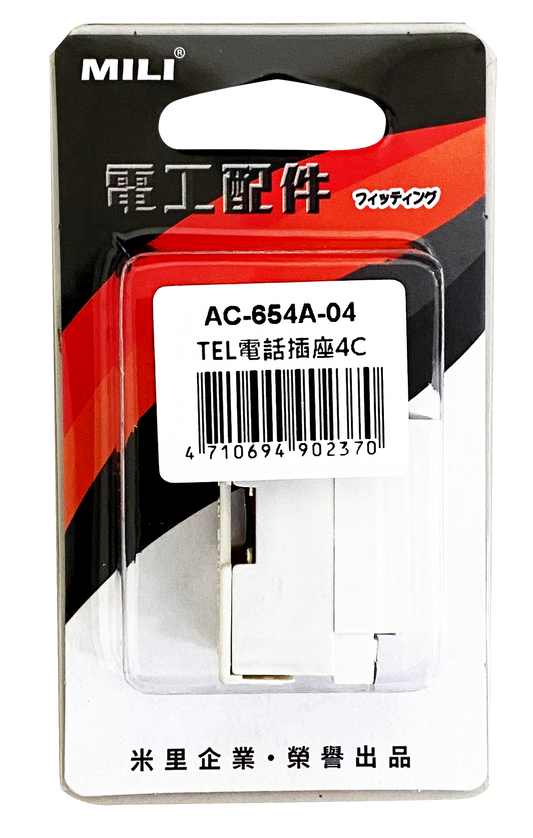 MILI®
電工配件 フィッティング
AC-654A-04
TEL電話插座4C
4 710694 902370
米里企業・榮譽出品